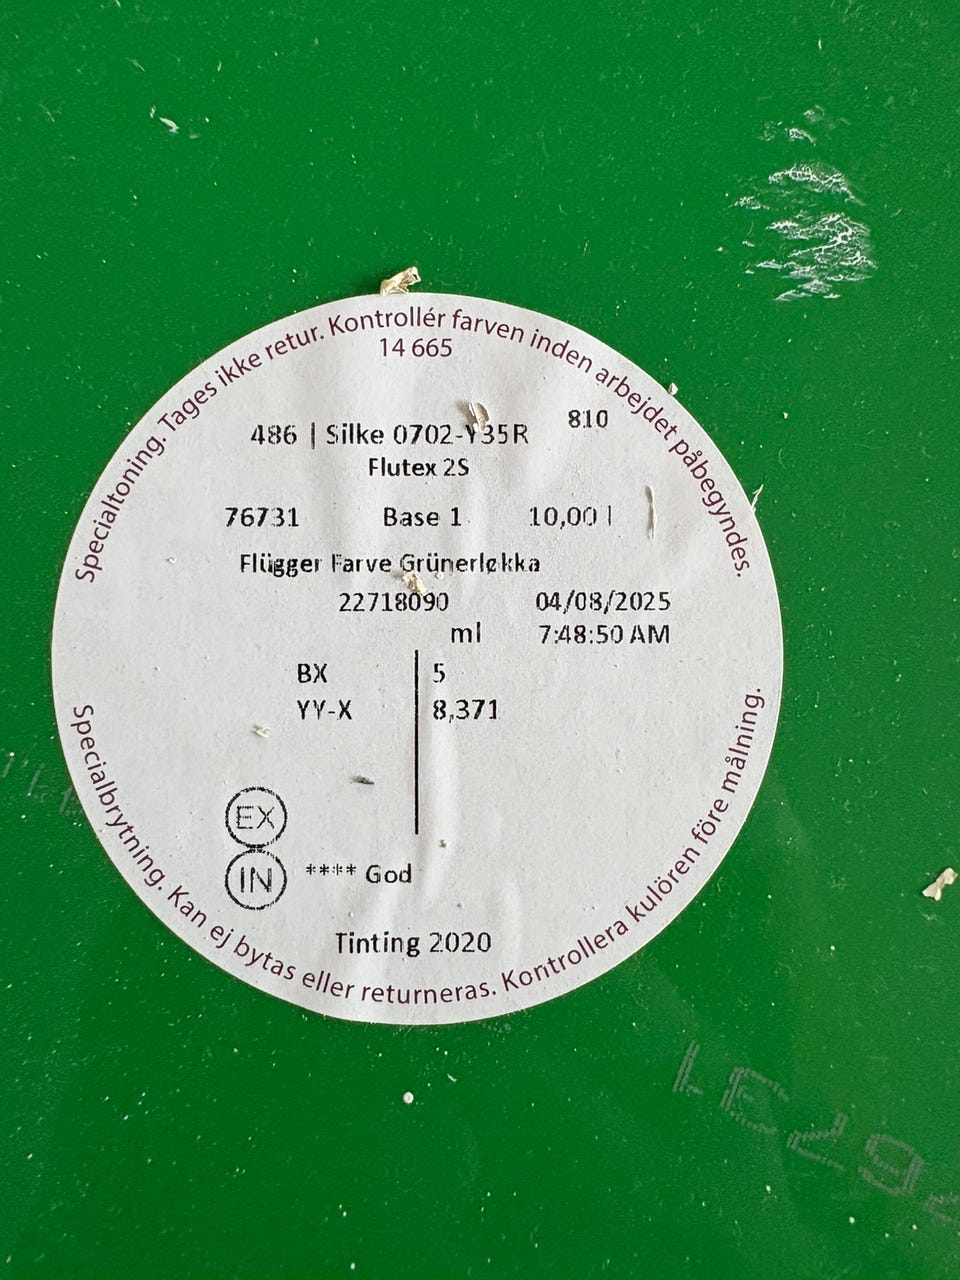 Specialtoning. Tages ikke retur. Kontrollér farven inden arbejdet påbegyndes.
14 665
810
486 | Silke 0702-Y35R
Flutex 2S
76731 Base 1 10,00 l
Flügger Farve Grünerløkka
22718090 04/08/2025
ml 7:48:50 AM
BX 5
YY-X 8,371
EX
IN **** God
Tinting 2020
Specialbrytning. Kan ej bytas eller returneras. Kontrollera kulören före målning.